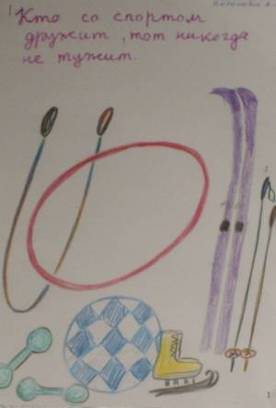 Кто со спортом
дружит, тот никогда
не тужит.